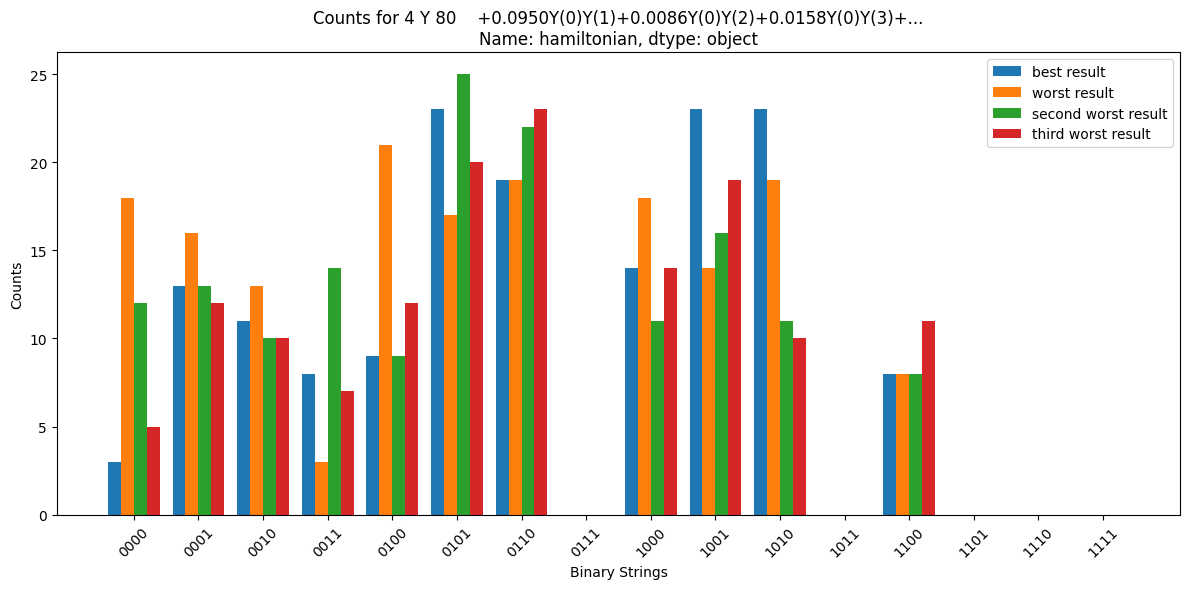 Counts for 4 Y 80    +0.0950Y(0)Y(1)+0.0086Y(0)Y(2)+0.0158Y(0)Y(3)+...
Name: hamiltonian, dtype: object
best result
worst result
second worst result
third worst result
Counts
25
20
15
10
5
0
0000
0001
0010
0011
0100
0101
0110
0111
1000
1001
1010
1011
1100
1101
1110
1111
Binary Strings